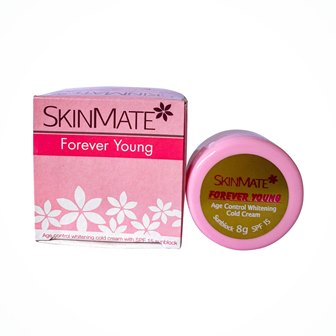 SKINMATE
Forever Young
Age control whitening cold cream with SPF 15 sunblock
SKINMATE
FOREVER YOUNG
Age Control Whitening
Cold Cream
Sunblock 8g SPF 15